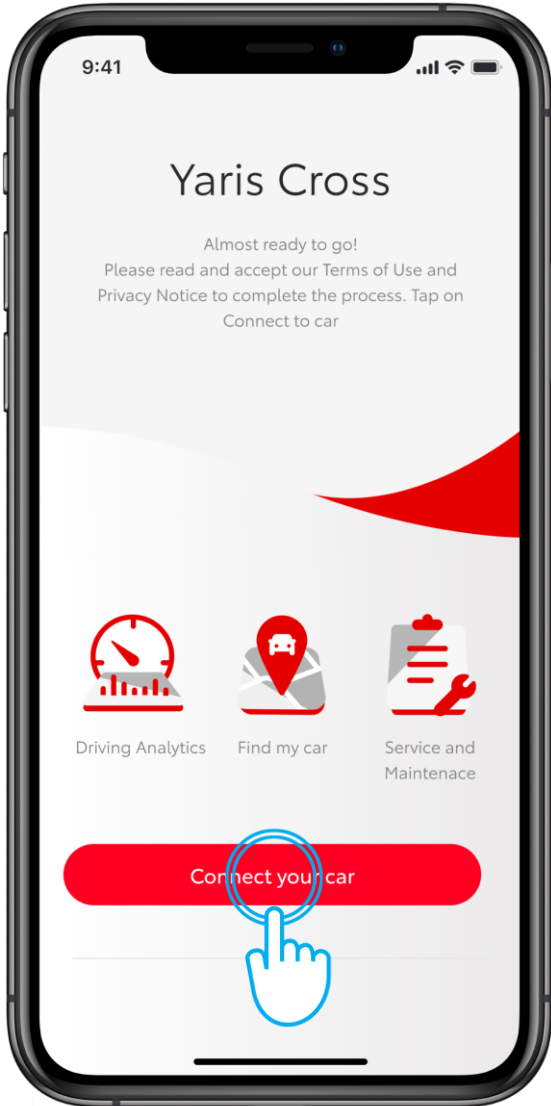 9:41
Yaris Cross
Almost ready to go!
Please read and accept our Terms of Use and
Privacy Notice to complete the process. Tap on
Connect to car
Driving Analytics
Find my car
Service and
Maintenace
Connect your car